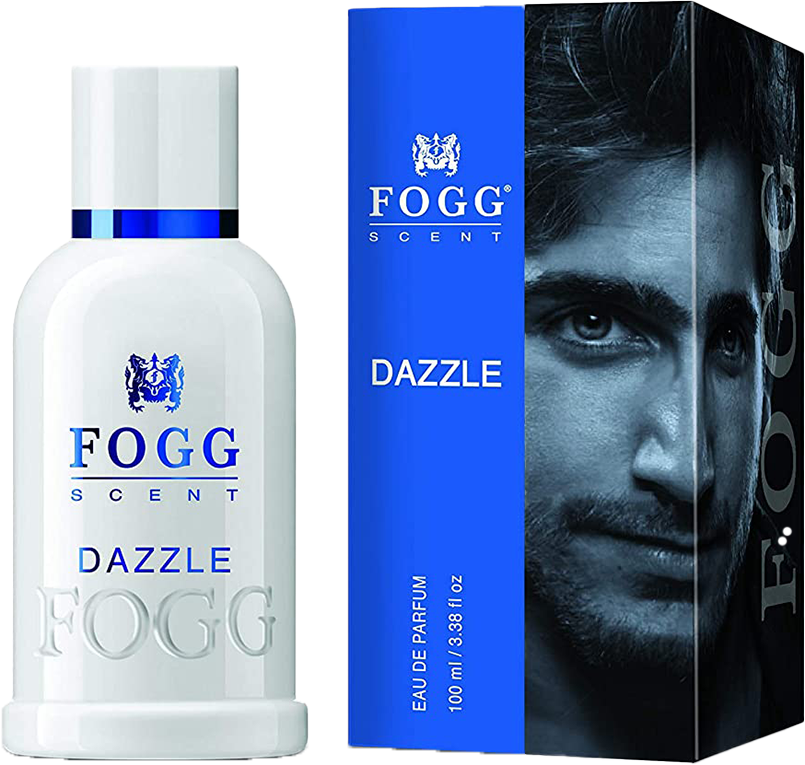 FOGG
SCENT
DAZZLE
FOGG
FOGG®
SCENT
DAZZLE
EAU DE PARFUM
100 ml / 3.38 fl oz
FOGG